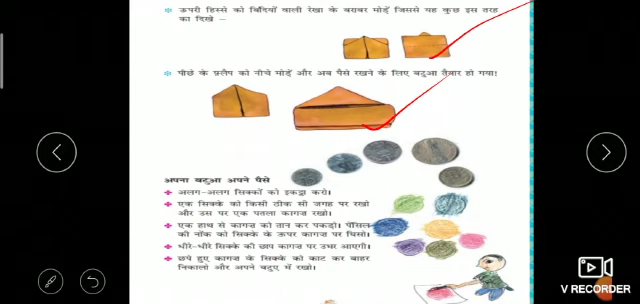 ऊपरी हिस्से को बिंदियों वाली रेखा के बराबर मोड़ें जिससे यह कुछ इस तरह
का दिखे –
पीछे के फ़्लैप को नीचे मोड़ें और अब पैसे रखने के लिए बटुआ तैयार हो गया।
अपना बटुआ अपने पैसे
अलग-अलग सिक्कों को इकट्ठा करो।
एक सिक्के को किसी ठीक सी जगह पर रखो
और उस पर एक पतला कागज़ रखो।
एक हाथ से कागज़ को तान कर पकड़ो। पेंसिल
की नोंक को सिक्के के ऊपर कागज़ पर घिसो।
धीरे-धीरे सिक्के की छाप कागज़ पर उभर आएगी।
छपे हुए कागज़ के सिक्के को काट कर बाहर
निकालो और अपने बटुए में रखो।
V RECORDER